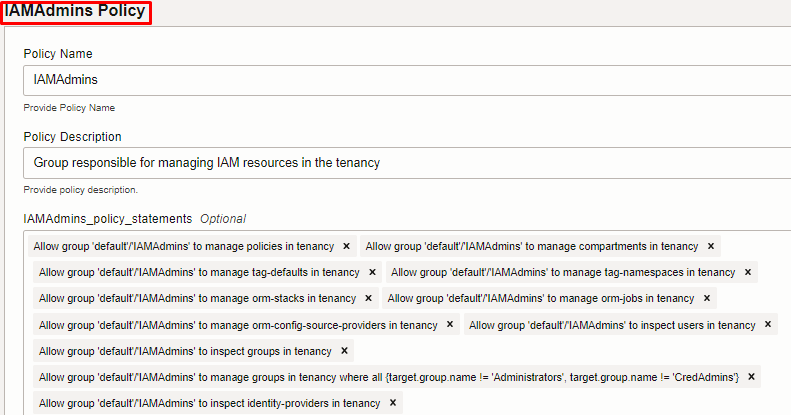 IAMAdmins Policy
Policy Name
IAMAdmins
Provide Policy Name
Policy Description
Group responsible for managing IAM resources in the tenancy
Provide policy description.
IAMAdmins_policy_statements Optional
Allow group 'default'/'IAMAdmins' to manage policies in tenancy × Allow group 'default'/'IAMAdmins' to manage compartments in tenancy ×
Allow group 'default'/'IAMAdmins' to manage tag-defaults in tenancy × Allow group 'default'/'IAMAdmins' to manage tag-namespaces in tenancy ×
Allow group 'default'/'IAMAdmins' to manage orm-stacks in tenancy × Allow group 'default'/'IAMAdmins' to manage orm-jobs in tenancy ×
Allow group 'default'/'IAMAdmins' to manage orm-config-source-providers in tenancy × Allow group 'default'/'IAMAdmins' to inspect users in tenancy ×
Allow group 'default'/'IAMAdmins' to inspect groups in tenancy ×
Allow group 'default'/'IAMAdmins' to manage groups in tenancy where all {target.group.name != 'Administrators', target.group.name != 'CredAdmins'} ×
Allow group 'default'/'IAMAdmins' to inspect identity-providers in tenancy ×